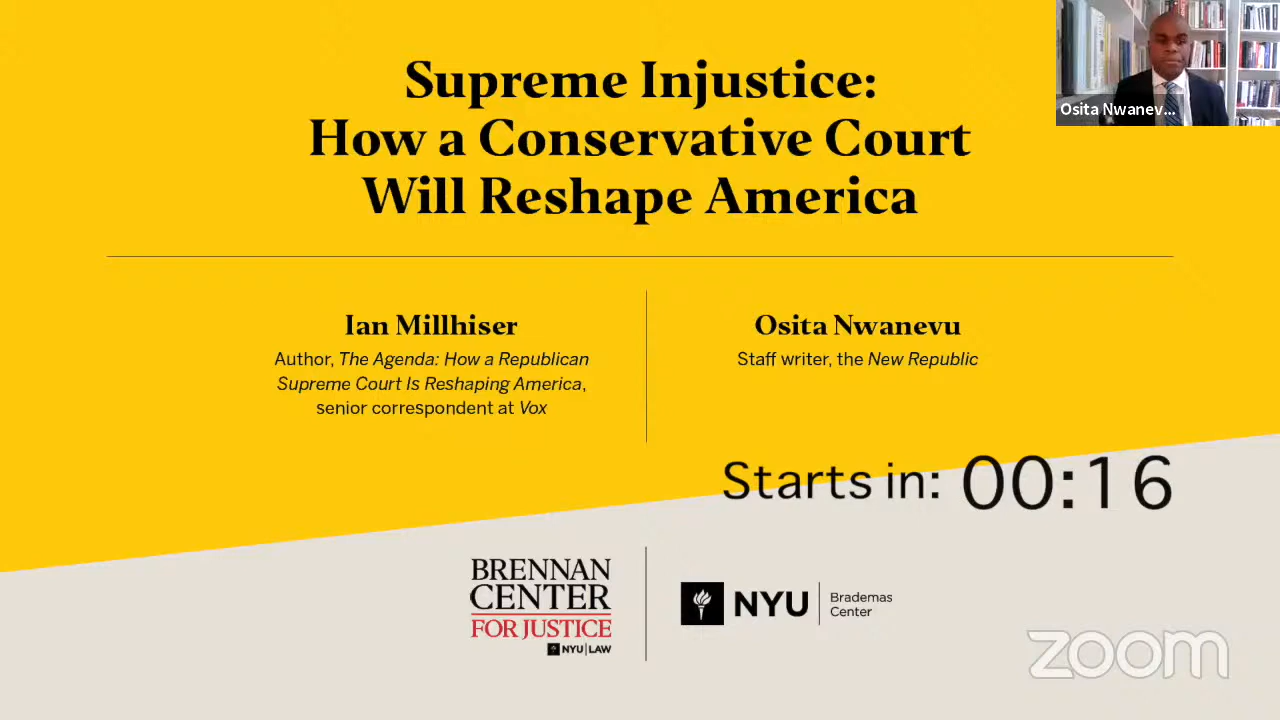 Supreme Injustice:
How a Conservative Court
Will Reshape America
Osita Nwanev...
Ian Millhiser
Author, The Agenda: How a Republican
Supreme Court Is Reshaping America,
senior correspondent at Vox
Osita Nwanevu
Staff writer, the New Republic
Starts in: 00:16
BRENNAN
CENTER
FOR JUSTICE
NYU LAW
NYU
Brademas
Center
zoom